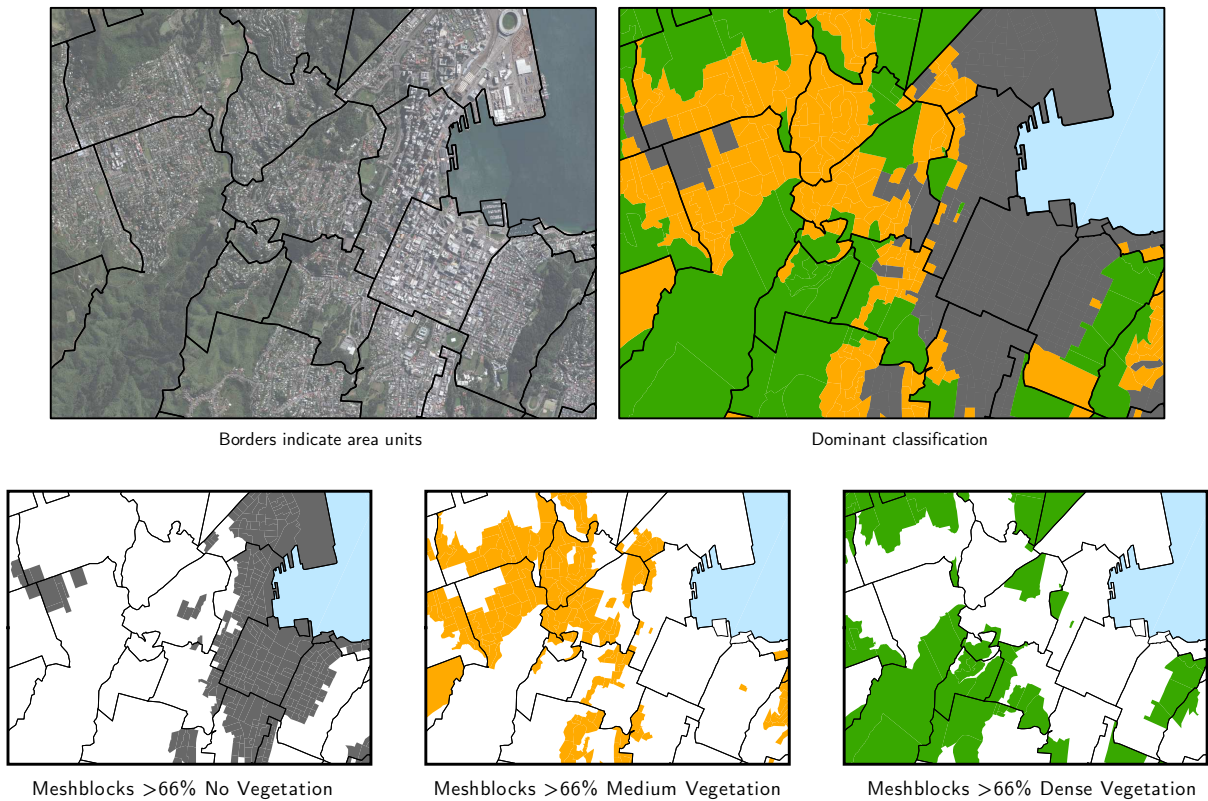 Borders indicate area units
Dominant classification
Meshblocks >66% No Vegetation
Meshblocks >66% Medium Vegetation
Meshblocks >66% Dense Vegetation